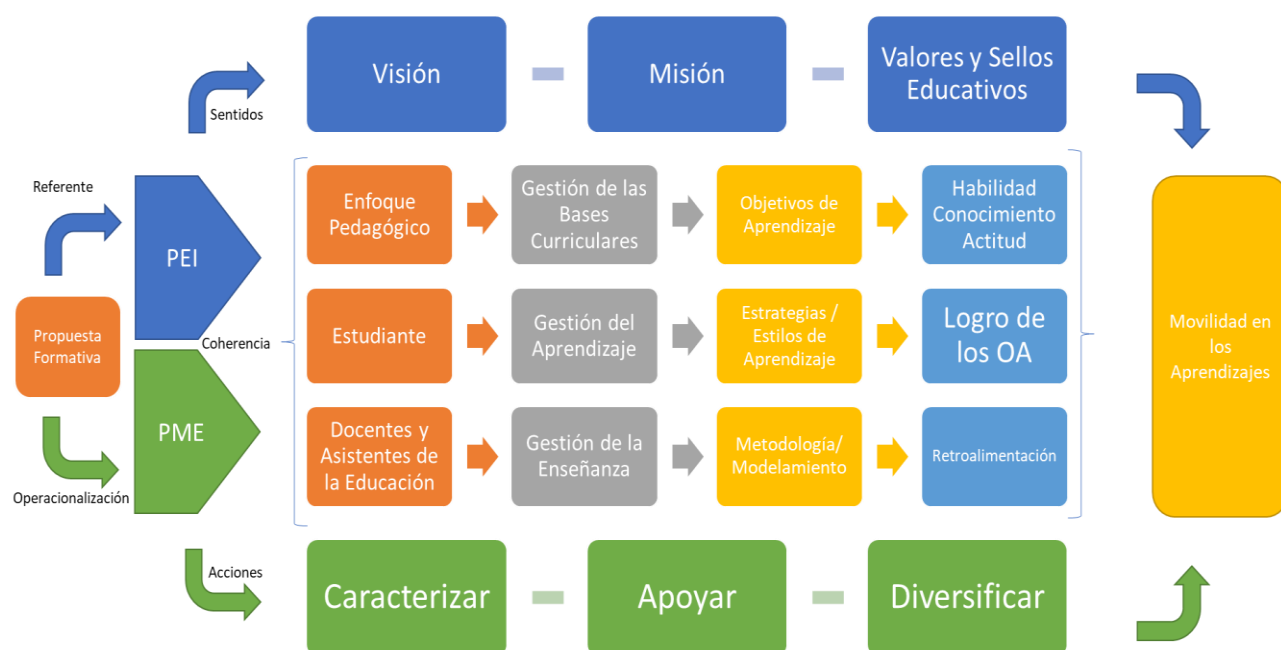 Visión
Misión
Valores y Sellos
Educativos
Sentidos
Referente
PEI
Propuesta
Formativa
Coherencia
PME
Operacionalización
Enfoque
Pedagógico
Gestión de las
Bases
Curriculares
Objetivos de
Aprendizaje
Habilidad
Conocimiento
Actitud
Estudiante
Gestión del
Aprendizaje
Estrategias /
Estilos de
Aprendizaje
Logro de
los OA
Docentes y
Asistentes de
la Educación
Gestión de la
Enseñanza
Metodología/
Modelamiento
Retroalimentación
Movilidad en
los
Aprendizajes
Acciones
Caracterizar
Apoyar
Diversificar